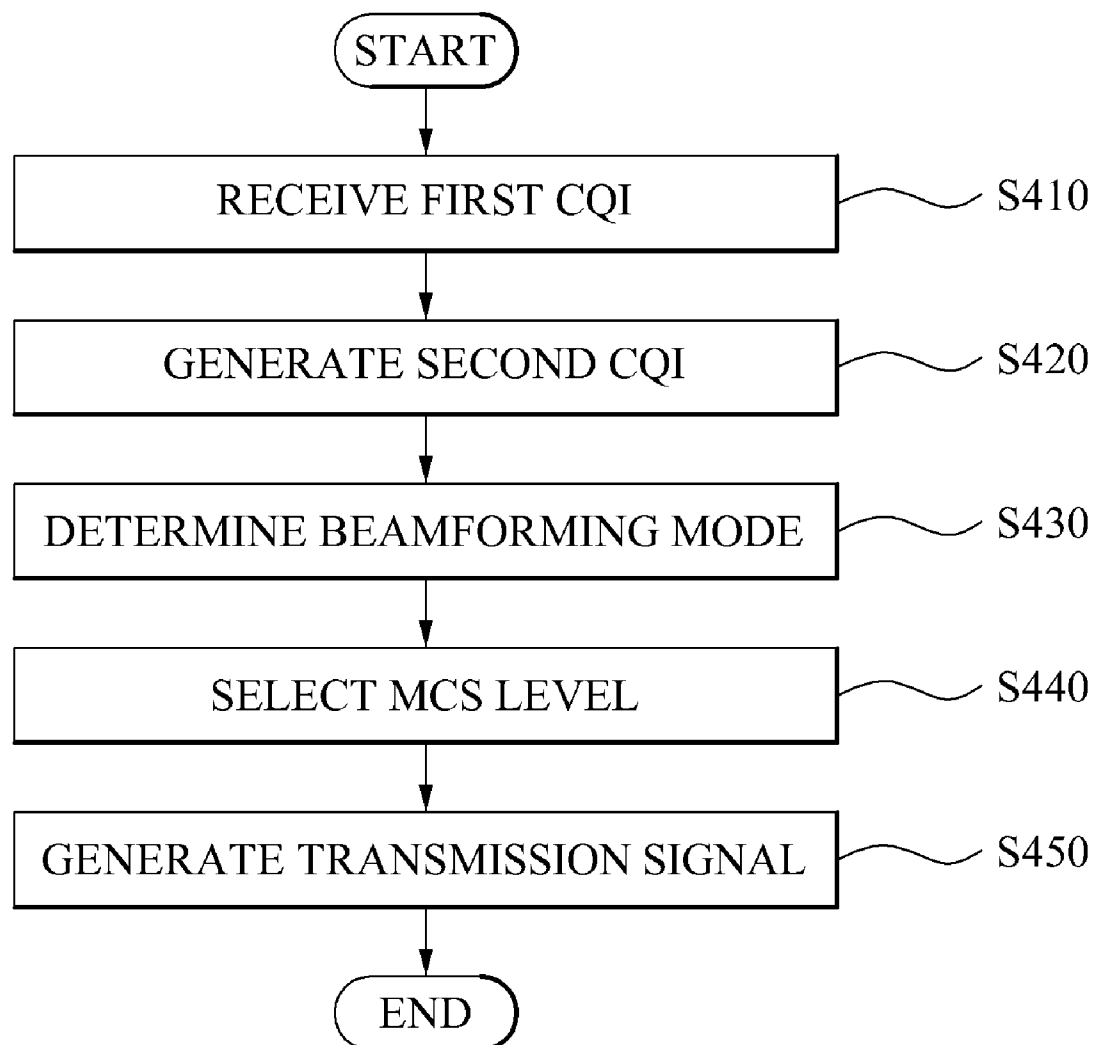 START
RECEIVE FIRST CQI
S410
GENERATE SECOND CQI
S420
DETERMINE BEAMFORMING MODE
S430
SELECT MCS LEVEL
S440
GENERATE TRANSMISSION SIGNAL
S450
END